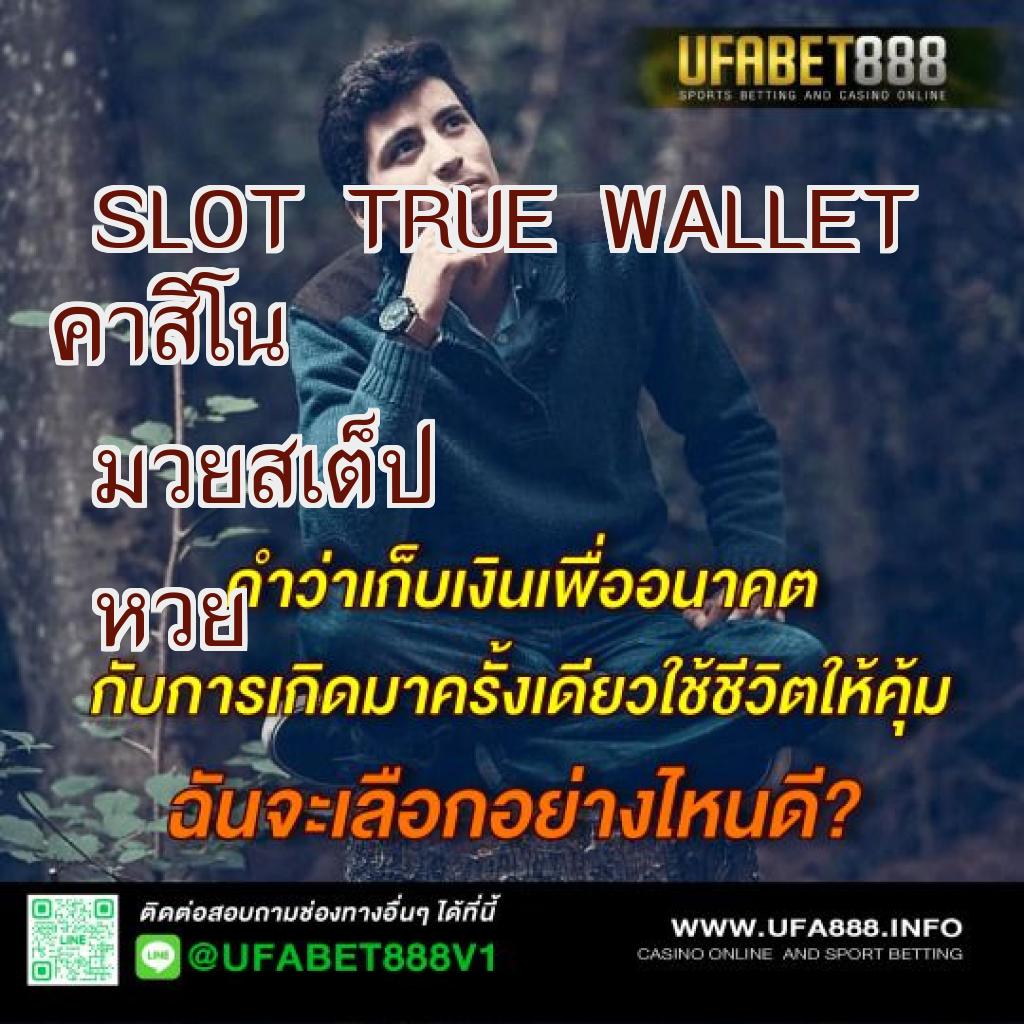 UFABET888
SPORTS BETTING AND CASINO ONLINE
SLOT TRUE WALLET
คาสิโน
มวยสเต็ป
หวย
คำว่าเก็บเงินเพื่ออนาคต
กับการเกิดมาครั้งเดียวใช้ชีวิตให้คุ้ม
ฉันจะเลือกอย่างไหนดี?
ติดต่อสอบถามช่องทางอื่นๆ ได้ที่นี้
LINE
LINE
@UFABET888V1
WWW.UFA888.INFO
CASINO ONLINE AND SPORT BETTING